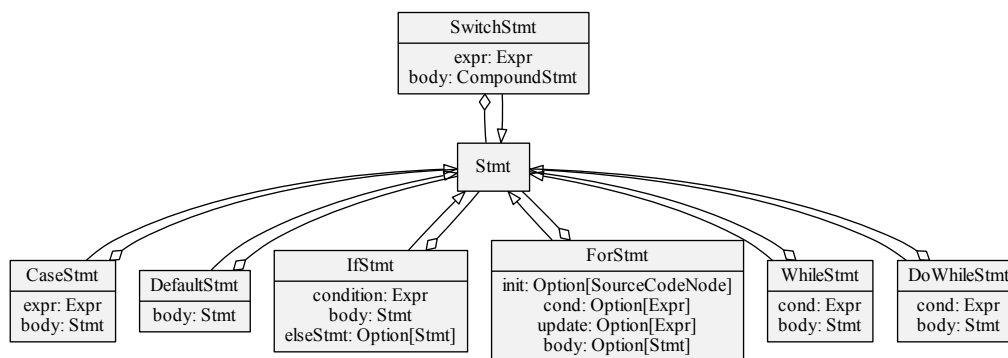 SwitchStmt
expr: Expr
body: CompoundStmt
Stmt
CaseStmt
expr: Expr
body: Stmt
DefaultStmt
body: Stmt
IfStmt
condition: Expr
body: Stmt
elseStmt: Option[Stmt]
ForStmt
init: Option[SourceCodeNode]
cond: Option[Expr]
update: Option[Expr]
body: Option[Stmt]
WhileStmt
cond: Expr
body: Stmt
DoWhileStmt
cond: Expr
body: Stmt